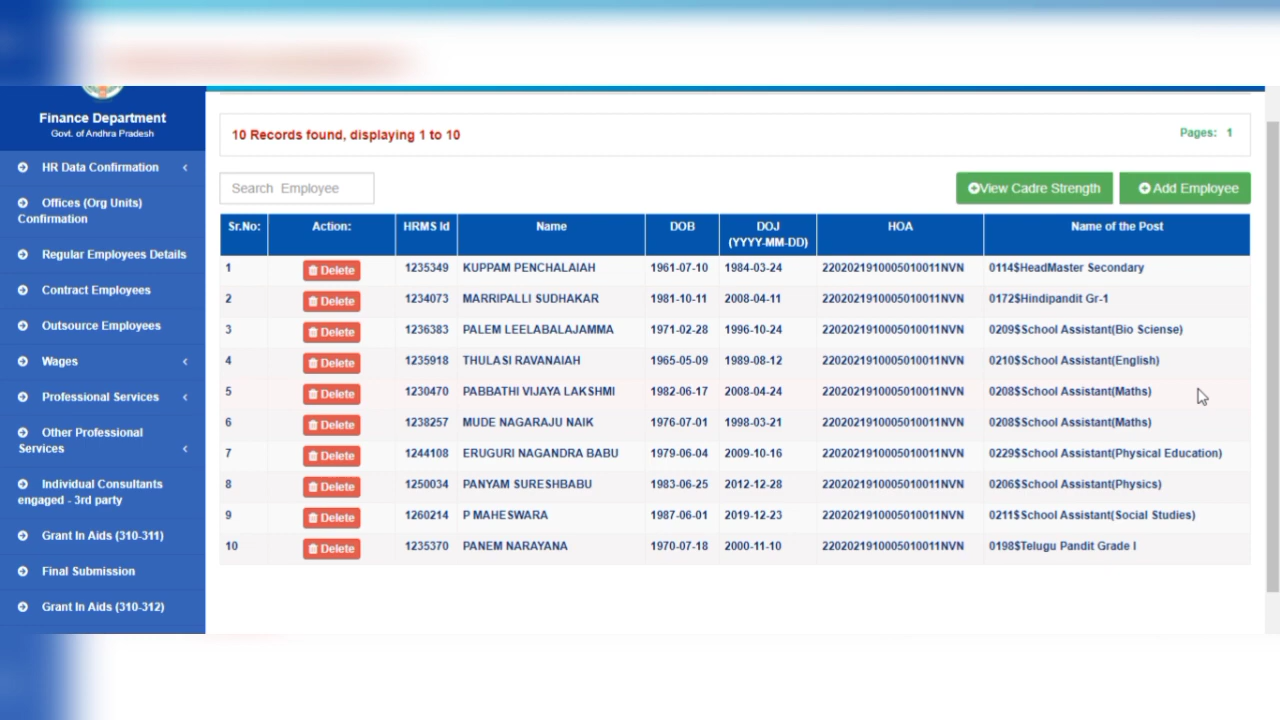 Finance Department
Govt. of Andhra Pradesh
HR Data Confirmation
Offices (Org Units)
Confirmation
Regular Employees Details
Contract Employees
Outsource Employees
Wages
Professional Services
Other Professional
Services
Individual Consultants
engaged - 3rd party
Grant In Aids (310-311)
Final Submission
Grant In Aids (310-312)
10 Records found, displaying 1 to 10
Pages: 1
Search Employee
View Cadre Strength
Add Employee
Sr.No: Action: HRMS Id Name DOB DOJ (YYYY-MM-DD) HOA Name of the Post
1 Delete 1235349 KUPPAM PENCHALAIAH 1961-07-10 1984-03-24 2202021910005010011NVN 0114$HeadMaster Secondary
2 Delete 1234073 MARRIPALLI SUDHAKAR 1981-10-11 2008-04-11 2202021910005010011NVN 0172$Hindipandit Gr-1
3 Delete 1236383 PALEM LEELABALAJAMMA 1971-02-28 1996-10-24 2202021910005010011NVN 0209$School Assistant(Bio Sciense)
4 Delete 1235918 THULASI RAVANAIAH 1965-05-09 1989-08-12 2202021910005010011NVN 0210$School Assistant(English)
5 Delete 1230470 PABBATHI VIJAYA LAKSHMI 1982-06-17 2008-04-24 2202021910005010011NVN 0208$School Assistant(Maths)
6 Delete 1238257 MUDE NAGARAJU NAIK 1976-07-01 1998-03-21 2202021910005010011NVN 0208$School Assistant(Maths)
7 Delete 1244108 ERUGURI NAGANDRA BABU 1979-06-04 2009-10-16 2202021910005010011NVN 0229$School Assistant(Physical Education)
8 Delete 1250034 PANYAM SURESHBABU 1983-06-25 2012-12-28 2202021910005010011NVN 0206$School Assistant(Physics)
9 Delete 1260214 P MAHESWARA 1987-06-01 2019-12-23 2202021910005010011NVN 0211$School Assistant(Social Studies)
10 Delete 1235370 PANEM NARAYANA 1970-07-18 2000-11-10 2202021910005010011NVN 0198$Telugu Pandit Grade I